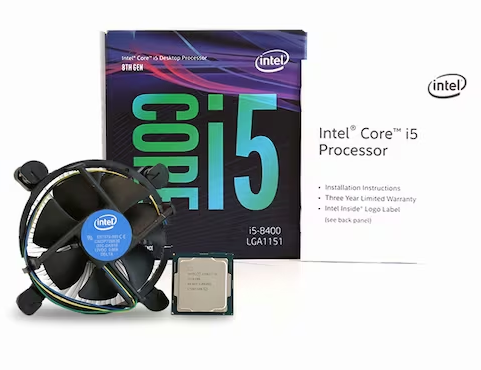 Intel® Core™ i5 Desktop Processor
8TH GEN
intel®
CORE
i5
i5-8400
LGA1151
intel®
Intel® Core™ i5
Processor
• Installation Instructions
• Three Year Limited Warranty
• Intel Inside® Logo Label
(see back panel)
intel®